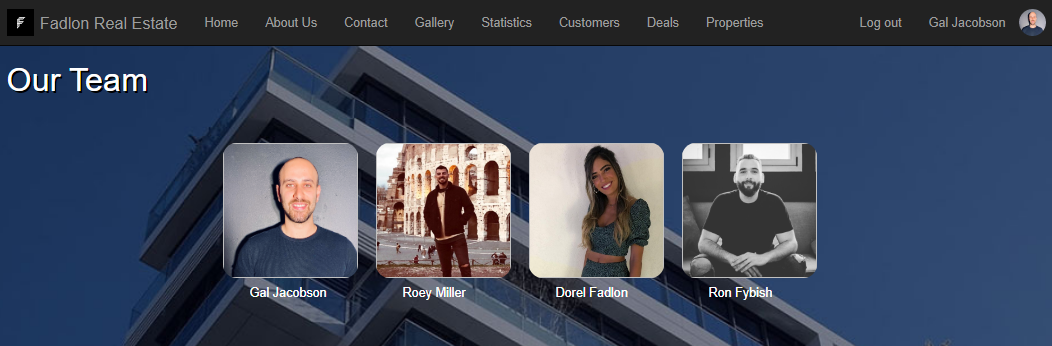 Fadlon Real Estate Home About Us Contact Gallery Statistics Customers Deals Properties Log out Gal Jacobson
Our Team
Gal Jacobson Roey Miller Dorel Fadlon Ron Fybish